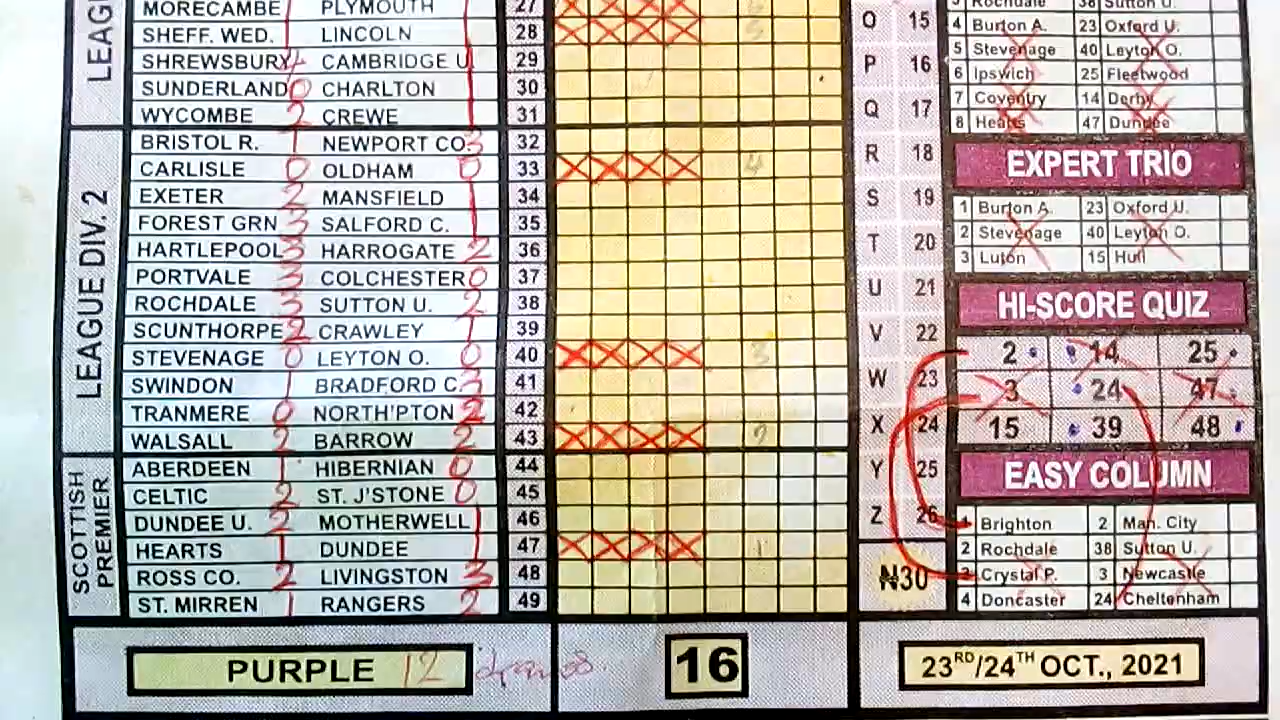 LEAG
MORECAMBE 1 PLYMOUTH 1 27
SHEFF. WED. 1 LINCOLN 1 28
SHREWSBURY 4 CAMBRIDGE U 1 29
SUNDERLAND 0 CHARLTON 1 30
WYCOMBE 2 CREWE 1 31
LEAGUE DIV. 2
BRISTOL R. 1 NEWPORT CO. 3 32
CARLISLE 0 OLDHAM 0 33 4
EXETER 2 MANSFIELD 1 34
FOREST GRN 3 SALFORD C. 1 35
HARTLEPOOL 3 HARROGATE 2 36
PORTVALE 3 COLCHESTER 0 37
ROCHDALE 3 SUTTON U. 2 38
SCUNTHORPE 2 CRAWLEY 1 39
STEVENAGE 0 LEYTON O. 0 40 3
SWINDON 1 BRADFORD C. 3 41
TRANMERE 0 NORTH'PTON 2 42
WALSALL 2 BARROW 2 43 2
SCOTTISH PREMIER
ABERDEEN 1 HIBERNIAN 0 44
CELTIC 2 ST. J'STONE 0 45
DUNDEE U. 2 MOTHERWELL 1 46
HEARTS 1 DUNDEE 1 47 1
ROSS CO. 2 LIVINGSTON 3 48
ST. MIRREN 1 RANGERS 2 49
O 15
P 16
Q 17
R 18
S 19
T 20
U 21
V 22
W 23
X 24
Y 25
Z 26
₦30
3 Rochdale 38 Sutton U.
4 Burton A. 23 Oxford U.
5 Stevenage 40 Leyton O.
6 Ipswich 25 Fleetwood
7 Coventry 14 Derby
8 Hearts 47 Dundee
EXPERT TRIO
1 Burton A. 23 Oxford U.
2 Stevenage 40 Leyton O.
3 Luton 15 Hull
HI-SCORE QUIZ
2 14 25
3 24 47
15 39 48
EASY COLUMN
1 Brighton 2 Man. City
2 Rochdale 38 Sutton U.
3 Crystal P. 3 Newcastle
4 Doncaster 24 Cheltenham
PURPLE 12 draws.
16
23RD/24TH OCT., 2021